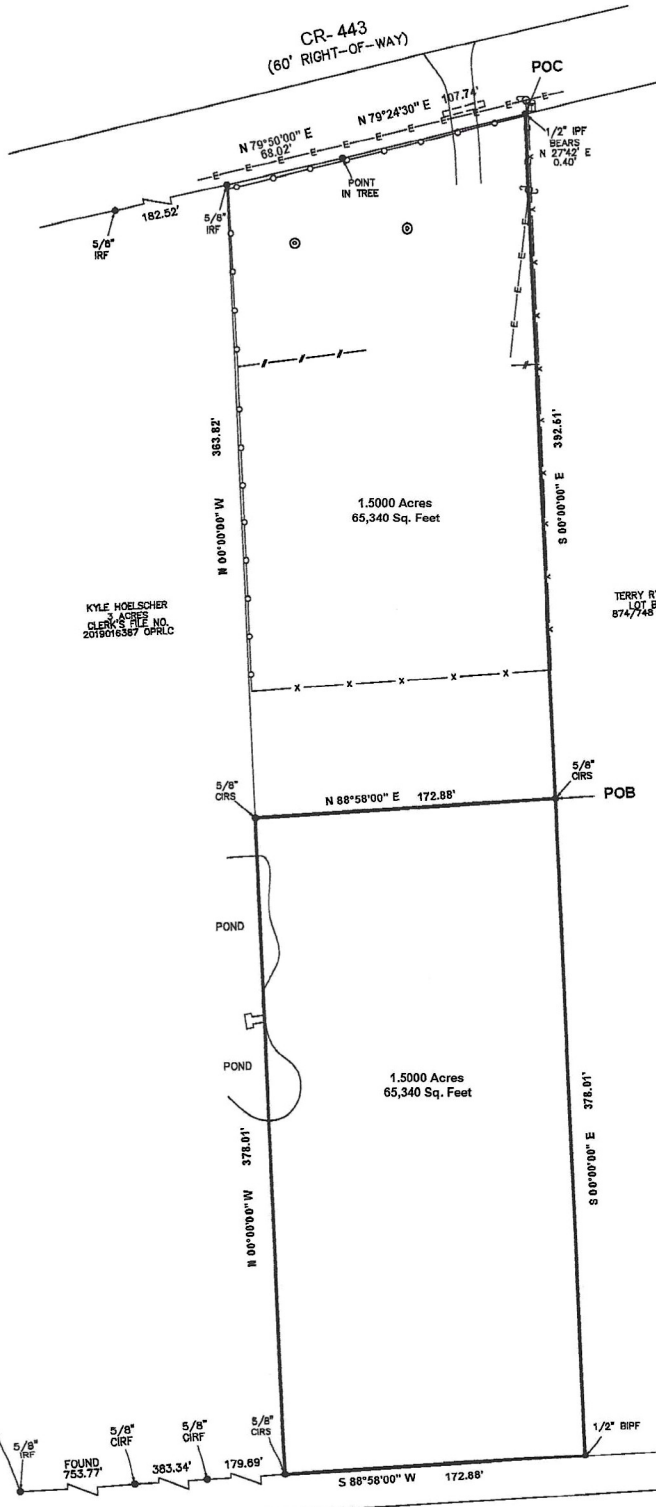 CR-443
(60' RIGHT-OF-WAY)
POC
N 79°24'30" E 107.74'
N 79°50'00" E
68.02'
1/2" IPF
BEARS
N 27°42' E
0.40'
POINT
IN TREE
182.52'
5/8"
IRF
5/8"
IRF
E E E E E E E E
363.82'
N 00°00'00" W
392.51'
S 00°00'00" E
1.5000 Acres
65,340 Sq. Feet
KYLE HOELSCHER
3 ACRES
CLERK'S FILE NO.
2019016387 OPRLC
TERRY
LOT B
874/748
X X X X X
5/8"
CIRS
N 88°58'00" E 172.88'
5/8"
CIRS
POB
POND
POND
1.5000 Acres
65,340 Sq. Feet
378.01'
N 00°00'00" W
378.01'
S 00°00'00" E
5/8"
IRF
FOUND
753.77'
5/8"
CIRF
383.34'
5/8"
CIRF
179.69'
5/8"
CIRS
1/2" BIPF
S 88°58'00" W 172.88'